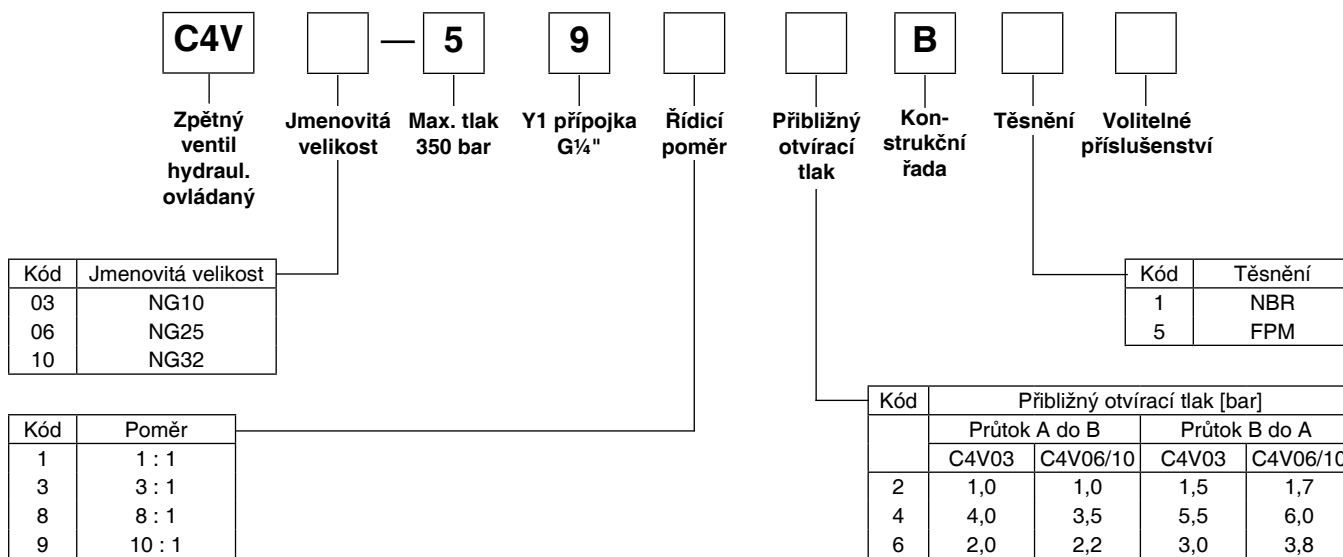 C4V — 5 9 B
Zpětný ventil hydraul. ovládaný
Jmenovitá velikost
Max. tlak 350 bar
Y1 přípojka G¼"
Řídicí poměr
Přibližný otvírací tlak
Kon-strukční řada
Těsnění
Volitelné příslušenství
Kód Jmenovitá velikost
03 NG10
06 NG25
10 NG32
Kód Těsnění
1 NBR
5 FPM
Kód Poměr
1 1 : 1
3 3 : 1
8 8 : 1
9 10 : 1
Kód Přibližný otvírací tlak [bar]
Průtok A do B Průtok B do A
C4V03 C4V06/10 C4V03 C4V06/10
2 1,0 1,0 1,5 1,7
4 4,0 3,5 5,5 6,0
6 2,0 2,2 3,0 3,8